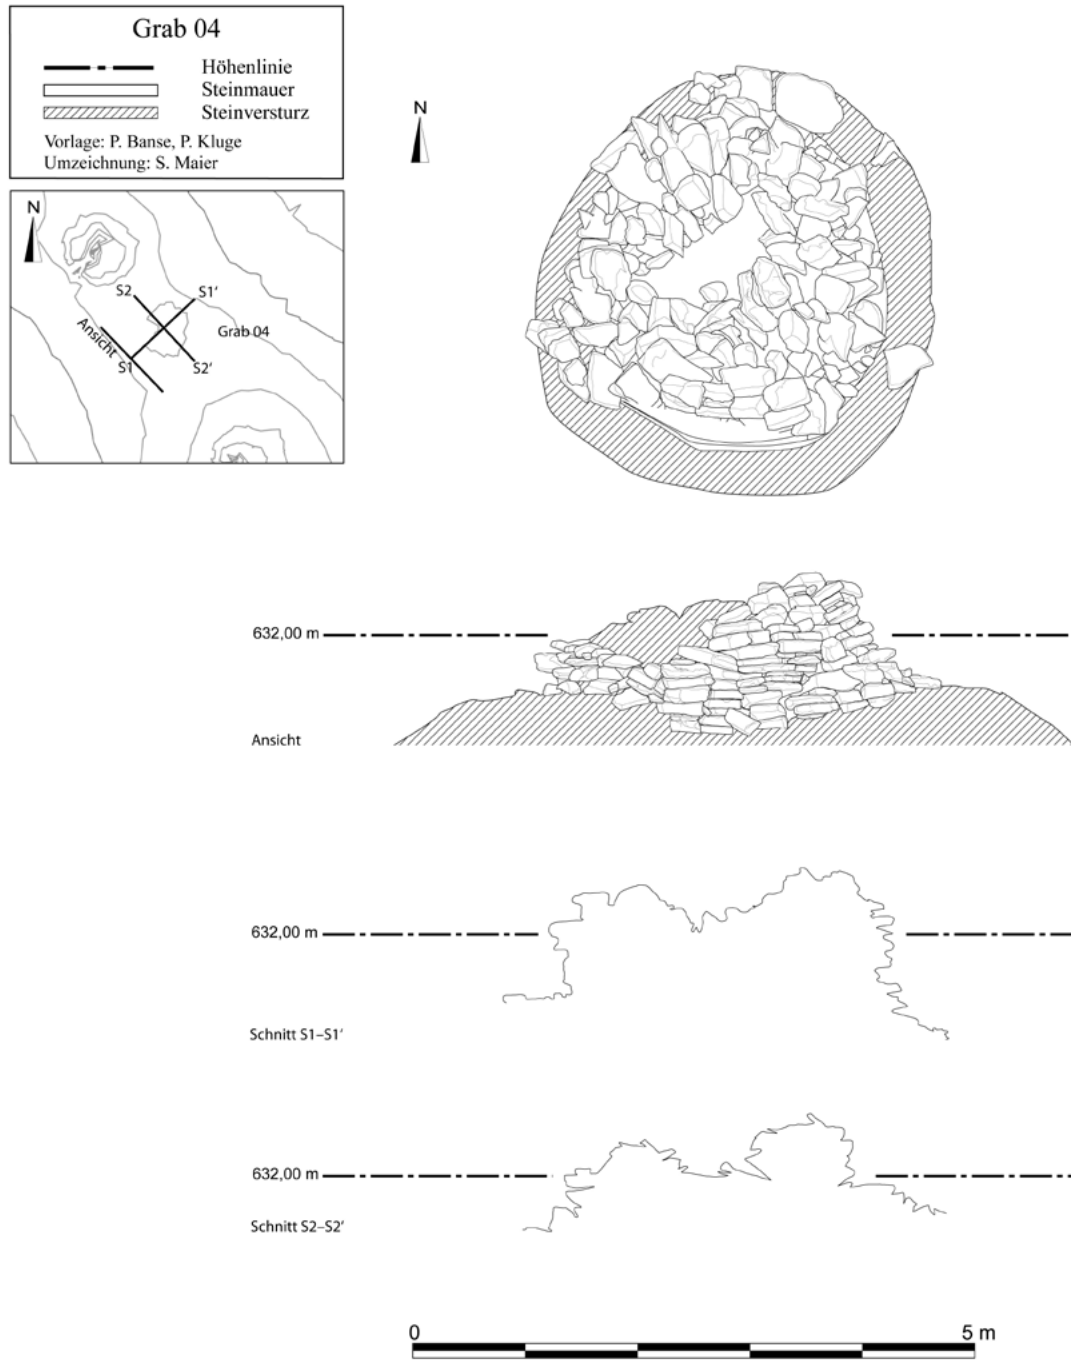 Grab 04
Höhenlinie
Steinmauer
Steinversturz
Vorlage: P. Banse, P. Kluge
Umzeichnung: S. Maier
N
N
S2
S1‘
Ansicht
Grab 04
S1
S2‘
632,00 m
Ansicht
632,00 m
Schnitt S1–S1‘
632,00 m
Schnitt S2–S2‘
0
5 m